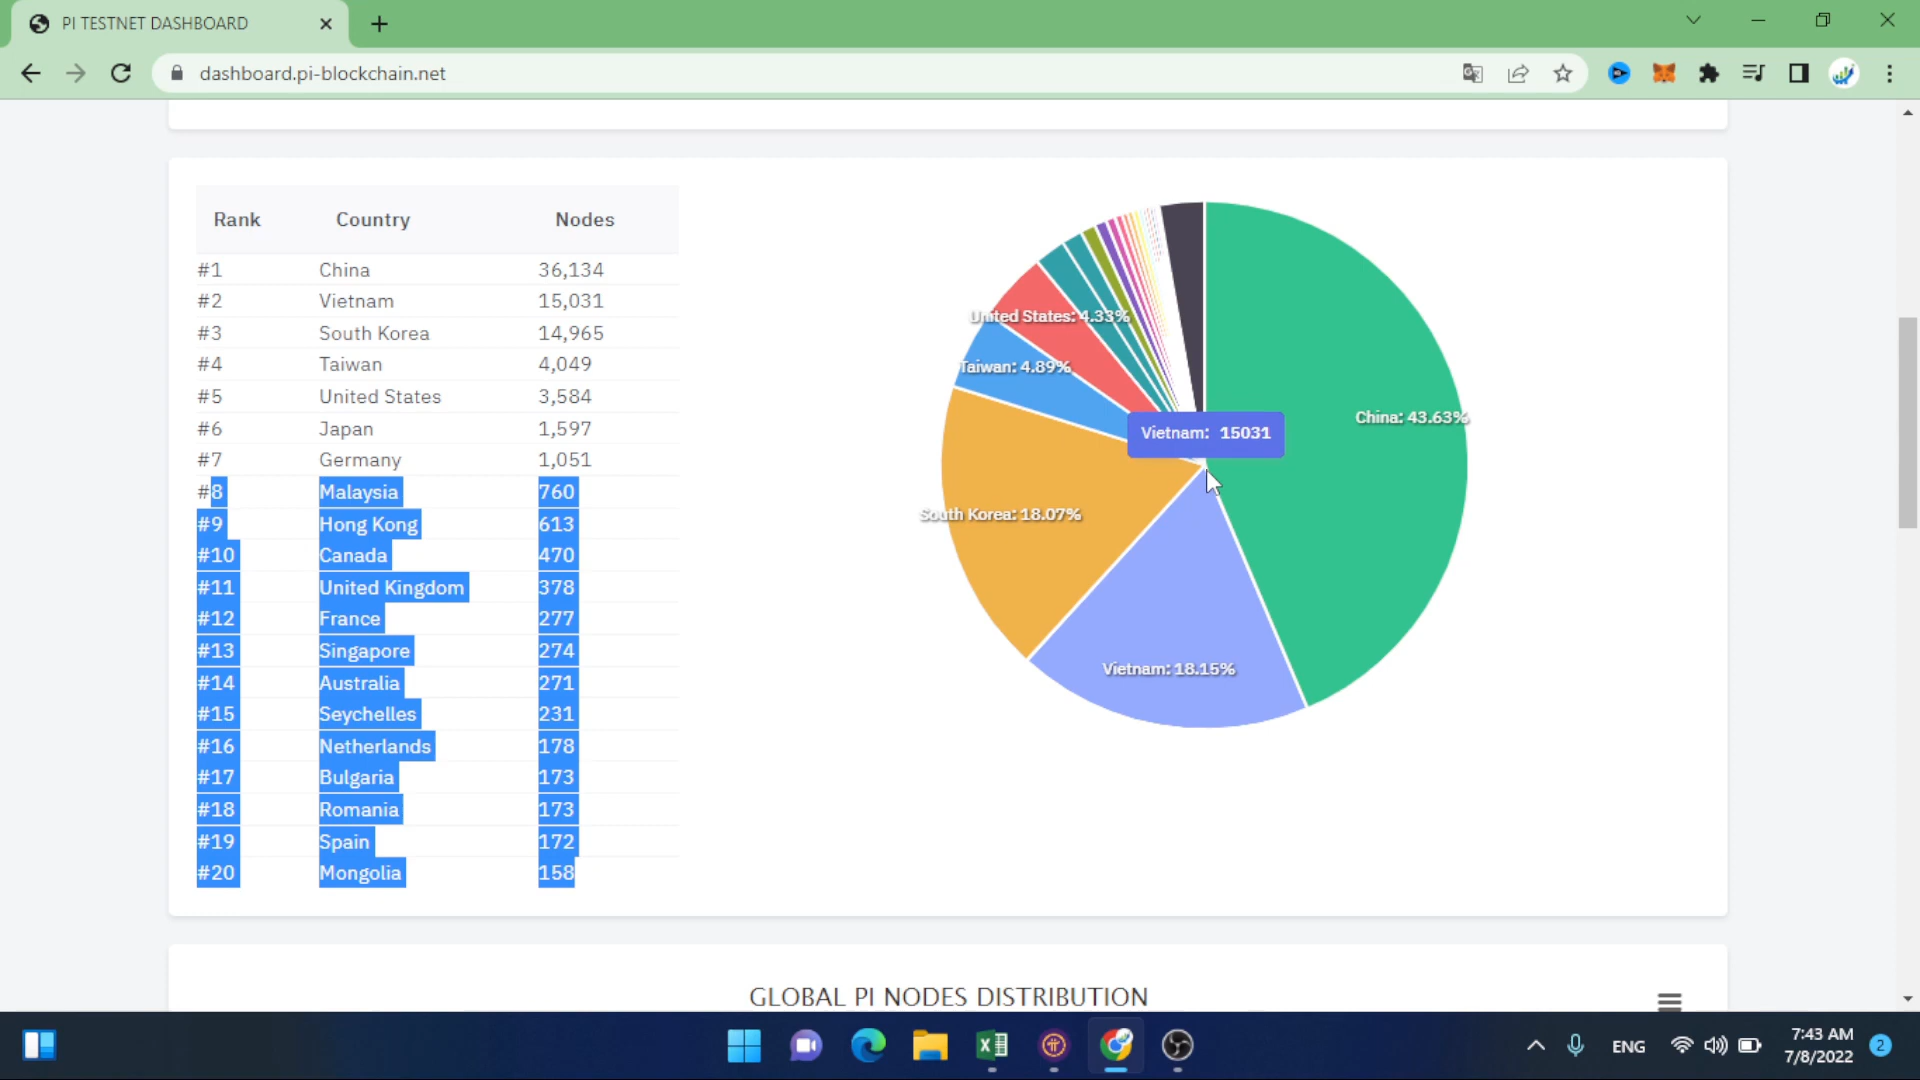 PI TESTNET DASHBOARD
dashboard.pi-blockchain.net
Rank Country Nodes
#1 China 36,134
#2 Vietnam 15,031
#3 South Korea 14,965
#4 Taiwan 4,049
#5 United States 3,584
#6 Japan 1,597
#7 Germany 1,051
#8 Malaysia 760
#9 Hong Kong 613
#10 Canada 470
#11 United Kingdom 378
#12 France 277
#13 Singapore 274
#14 Australia 271
#15 Seychelles 231
#16 Netherlands 178
#17 Bulgaria 173
#18 Romania 173
#19 Spain 172
#20 Mongolia 158
United States: 4.33%
Taiwan: 4.89%
China: 43.63%
Vietnam: 15031
South Korea: 18.07%
Vietnam: 18.15%
GLOBAL PI NODES DISTRIBUTION
ENG
7:43 AM
7/8/2022
2